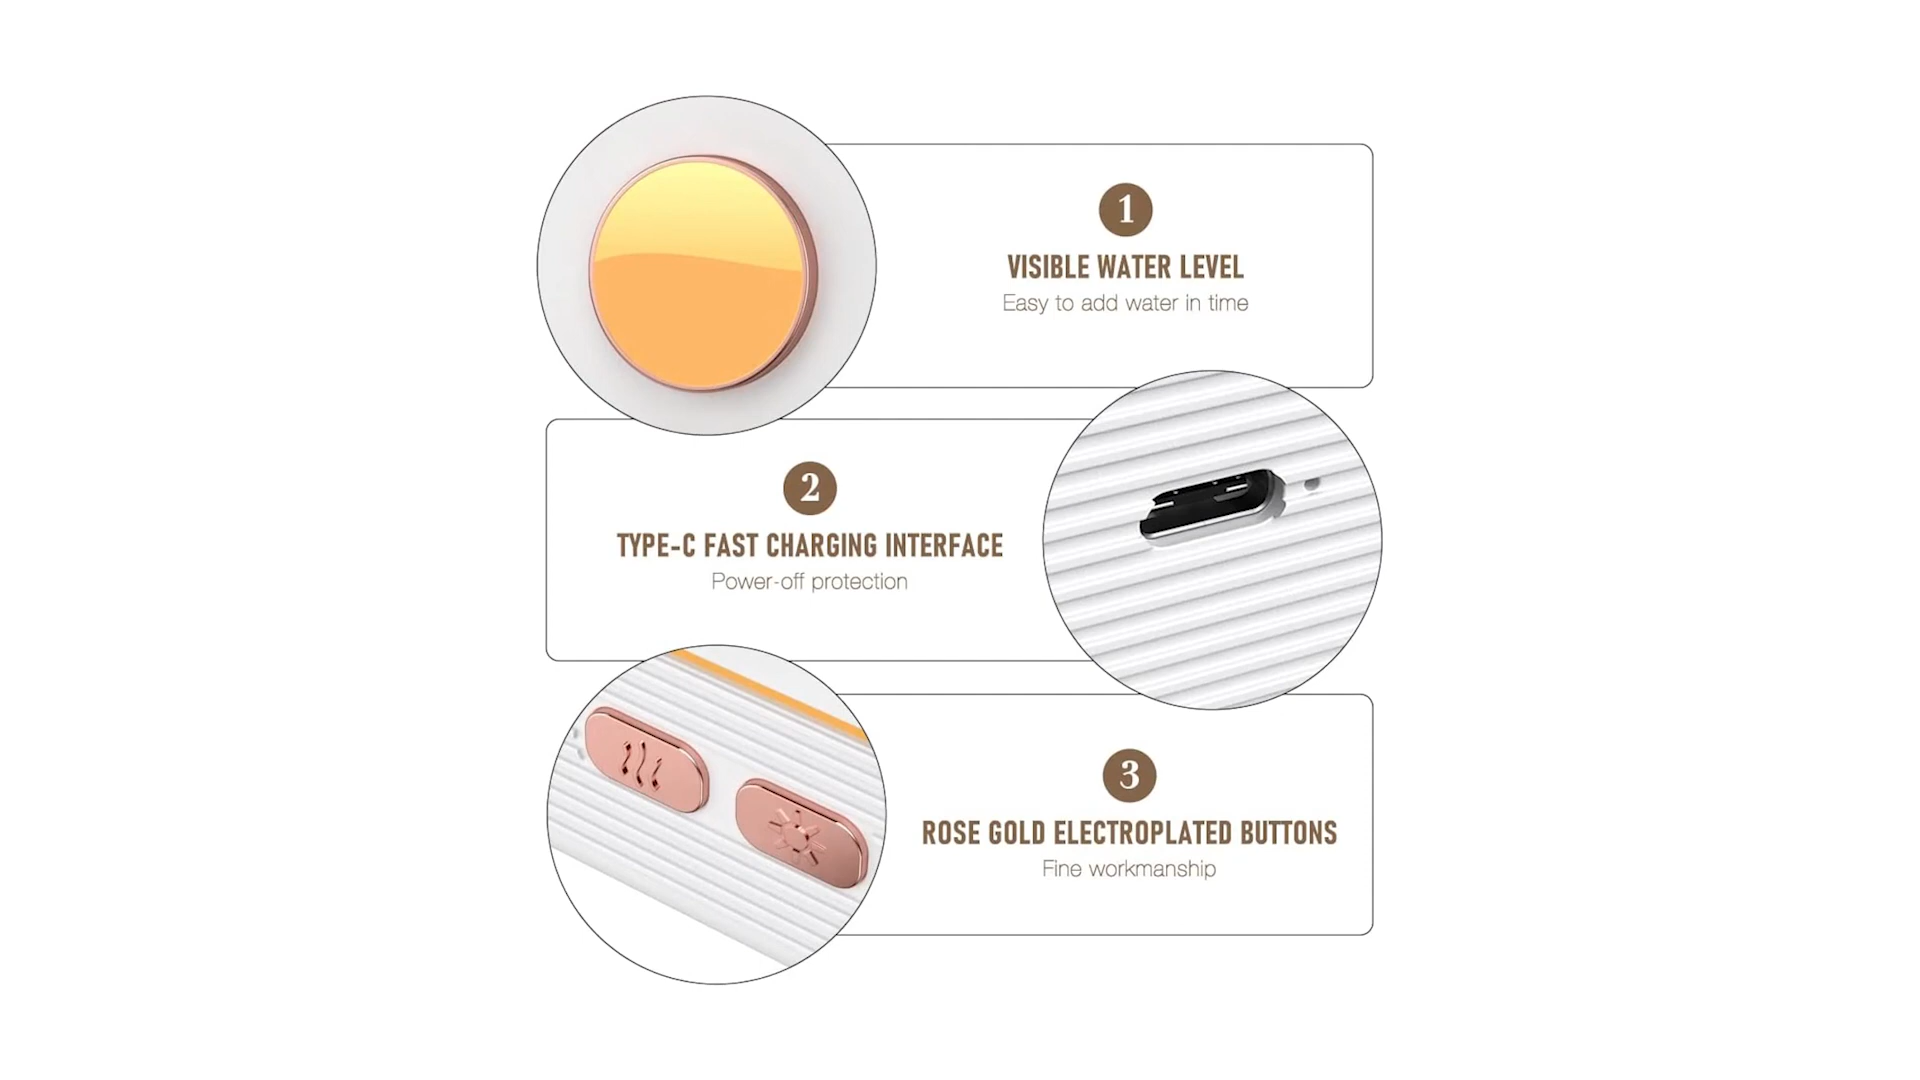 1
VISIBLE WATER LEVEL
Easy to add water in time
2
TYPE-C FAST CHARGING INTERFACE
Power-off protection
3
ROSE GOLD ELECTROPLATED BUTTONS
Fine workmanship